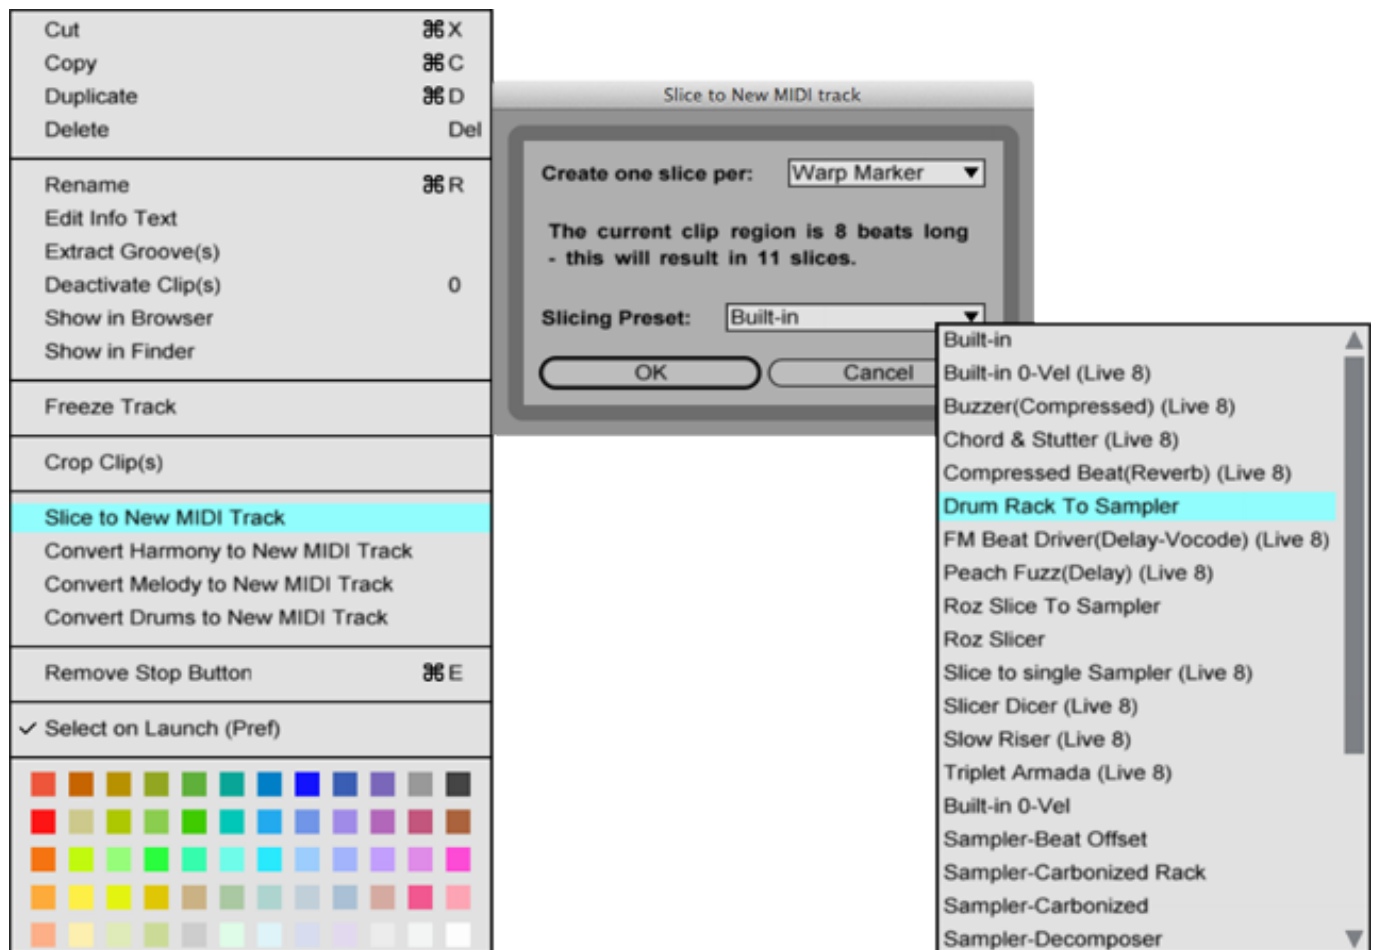 Cut ⌘X
Copy ⌘C
Duplicate ⌘D
Delete Del
Rename ⌘R
Edit Info Text
Extract Groove(s)
Deactivate Clip(s) 0
Show in Browser
Show in Finder
Freeze Track
Crop Clip(s)
Slice to New MIDI Track
Convert Harmony to New MIDI Track
Convert Melody to New MIDI Track
Convert Drums to New MIDI Track
Remove Stop Button ⌘E
✓ Select on Launch (Pref)
Slice to New MIDI track
Create one slice per: Warp Marker
The current clip region is 8 beats long
- this will result in 11 slices.
Slicing Preset: Built-in
OK Cancel
Built-in
Built-in 0-Vel (Live 8)
Buzzer(Compressed) (Live 8)
Chord & Stutter (Live 8)
Compressed Beat(Reverb) (Live 8)
Drum Rack To Sampler
FM Beat Driver(Delay-Vocode) (Live 8)
Peach Fuzz(Delay) (Live 8)
Roz Slice To Sampler
Roz Slicer
Slice to single Sampler (Live 8)
Slicer Dicer (Live 8)
Slow Riser (Live 8)
Triplet Armada (Live 8)
Built-in 0-Vel
Sampler-Beat Offset
Sampler-Carbonized Rack
Sampler-Carbonized
Sampler-Decomposer